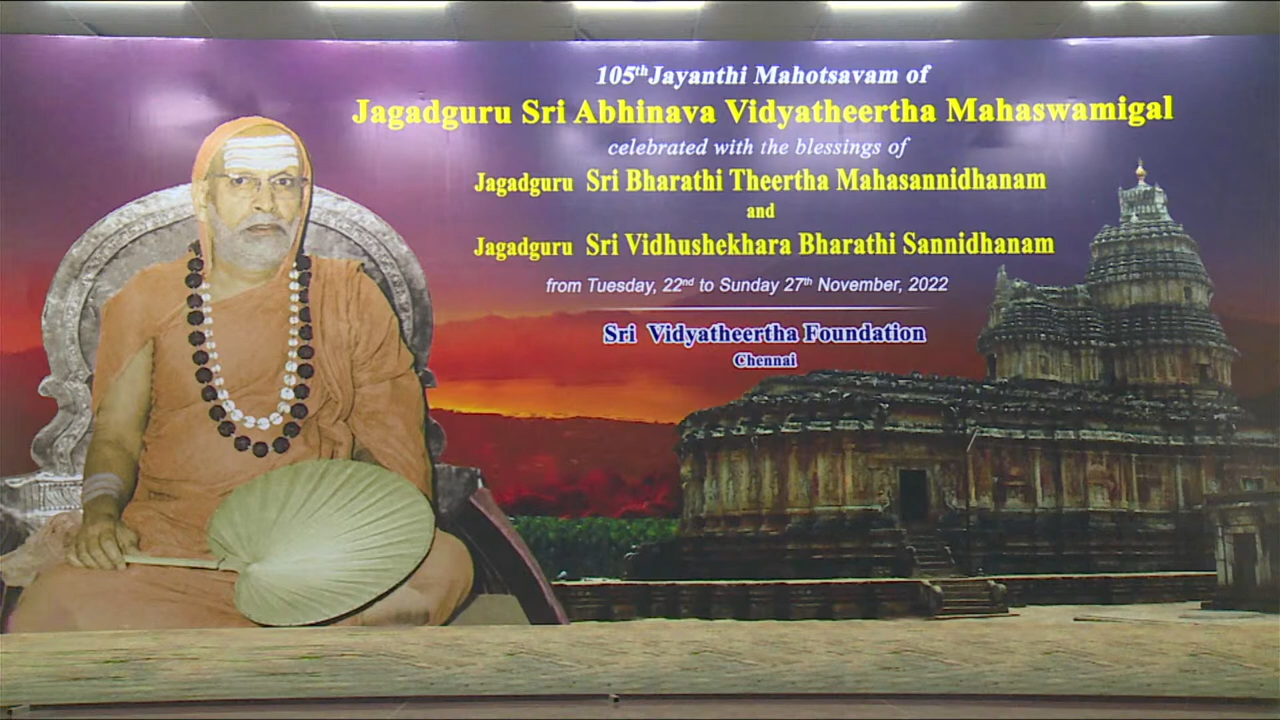 105th Jayanthi Mahotsavam of
Jagadguru Sri Abhinava Vidyatheertha Mahaswamigal
celebrated with the blessings of
Jagadguru Sri Bharathi Theertha Mahasannidhanam
and
Jagadguru Sri Vidhushekhara Bharathi Sannidhanam
from Tuesday, 22nd to Sunday 27th November, 2022
Sri Vidyatheertha Foundation
Chennai